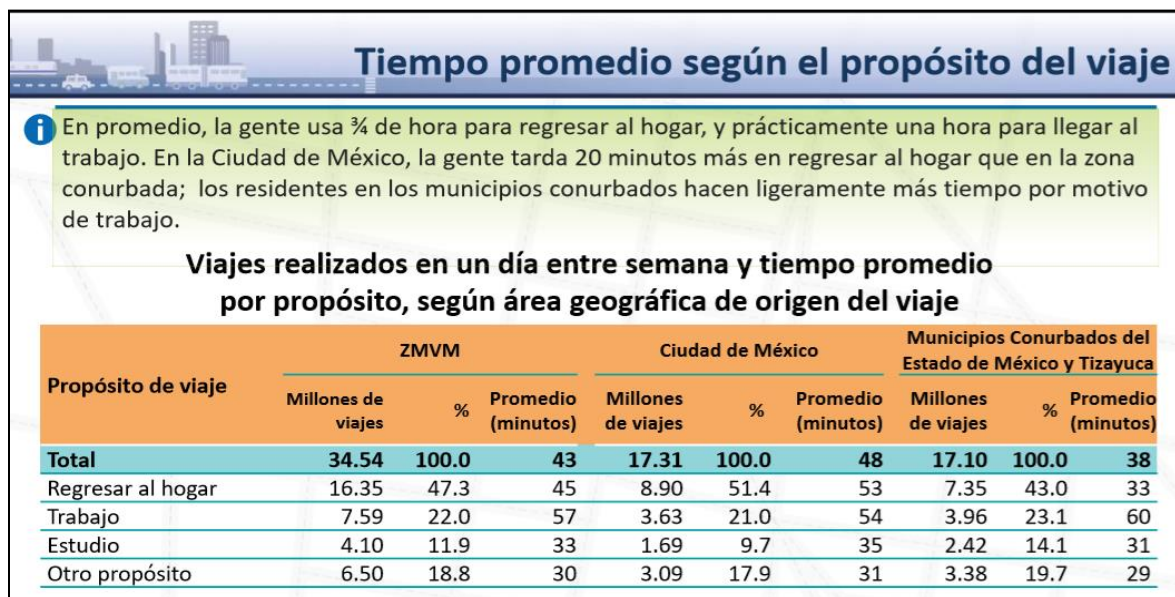 Tiempo promedio según el propósito del viaje
En promedio, la gente usa ¾ de hora para regresar al hogar, y prácticamente una hora para llegar al
trabajo. En la Ciudad de México, la gente tarda 20 minutos más en regresar al hogar que en la zona
conurbada; los residentes en los municipios conurbados hacen ligeramente más tiempo por motivo
de trabajo.
Viajes realizados en un día entre semana y tiempo promedio
por propósito, según área geográfica de origen del viaje
Propósito de viaje ZMVM Ciudad de México Municipios Conurbados del
Estado de México y Tizayuca
Millones de viajes % Promedio (minutos) Millones de viajes % Promedio (minutos) Millones de viajes % Promedio (minutos)
Total 34.54 100.0 43 17.31 100.0 48 17.10 100.0 38
Regresar al hogar 16.35 47.3 45 8.90 51.4 53 7.35 43.0 33
Trabajo 7.59 22.0 57 3.63 21.0 54 3.96 23.1 60
Estudio 4.10 11.9 33 1.69 9.7 35 2.42 14.1 31
Otro propósito 6.50 18.8 30 3.09 17.9 31 3.38 19.7 29